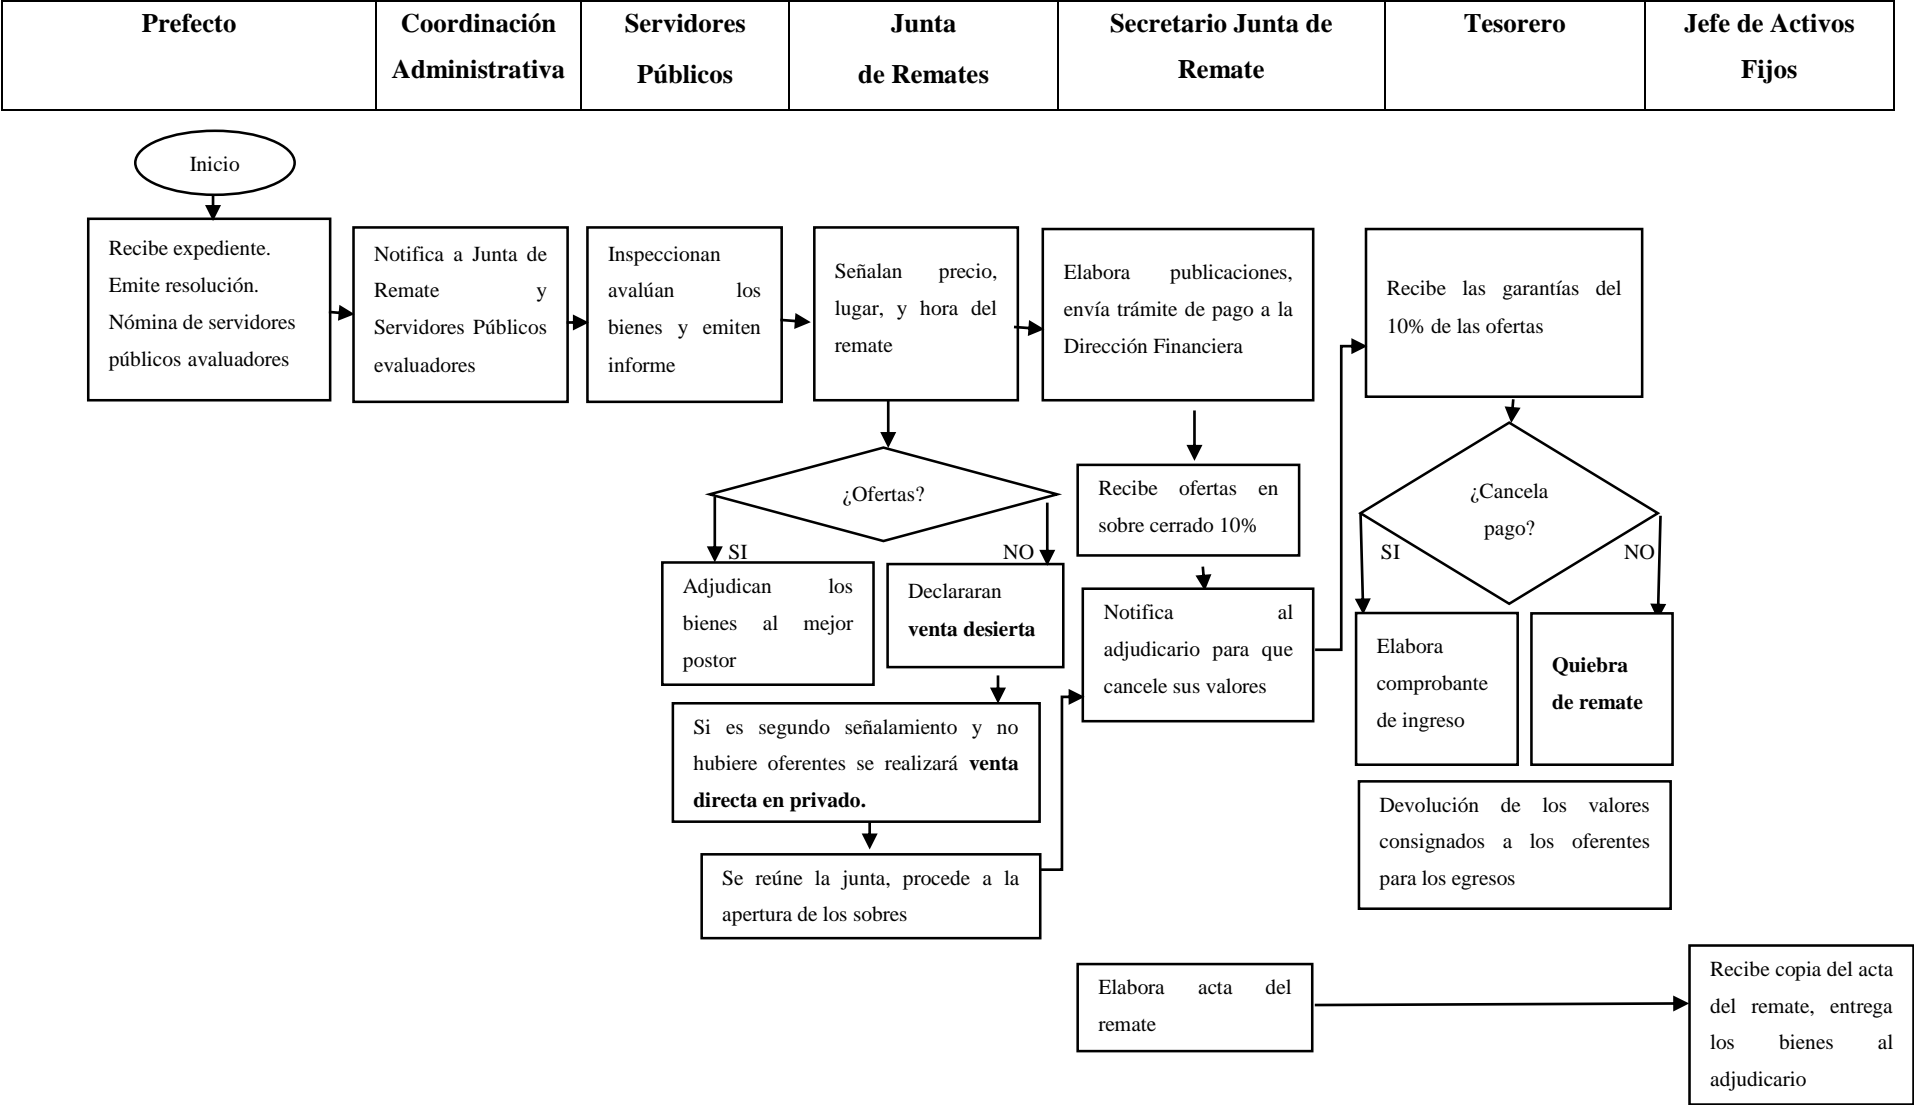 Prefecto
Coordinación
Administrativa
Servidores
Públicos
Junta
de Remates
Secretario Junta de
Remate
Tesorero
Jefe de Activos
Fijos
Inicio
Recibe expediente.
Emite resolución.
Nómina de servidores
públicos avaluadores
Notifica a Junta de
Remate y
Servidores Públicos
evaluadores
Inspeccionan
avalúan los
bienes y emiten
informe
Señalan precio,
lugar, y hora del
remate
Elabora publicaciones,
envía trámite de pago a la
Dirección Financiera
Recibe las garantías del
10% de las ofertas
¿Ofertas?
SI
NO
Recibe ofertas en
sobre cerrado 10%
¿Cancela
pago?
SI
NO
Adjudican los
bienes al mejor
postor
Declararan
venta desierta
Notifica al
adjudicario para que
cancele sus valores
Elabora
comprobante
de ingreso
Quiebra
de remate
Si es segundo señalamiento y no
hubiere oferentes se realizará venta
directa en privado.
Devolución de los valores
consignados a los oferentes
para los egresos
Se reúne la junta, procede a la
apertura de los sobres
Elabora acta del
remate
Recibe copia del acta
del remate, entrega
los bienes al
adjudicario